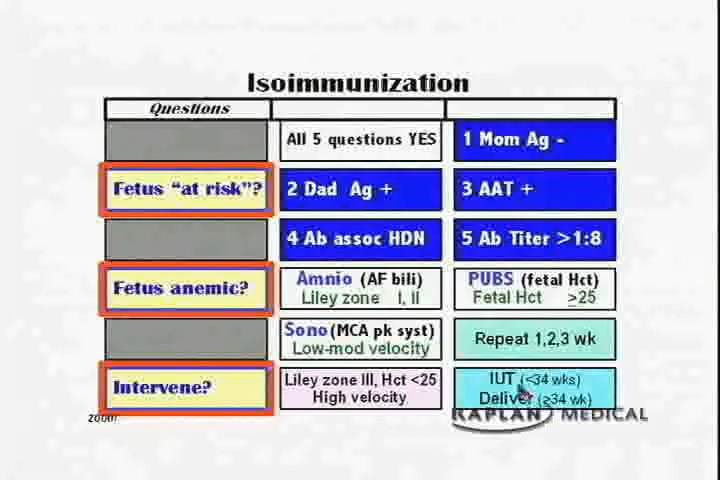 Isoimmunization
Questions
All 5 questions YES
1 Mom Ag -
Fetus "at risk"?
2 Dad Ag +
3 AAT +
4 Ab assoc HDN
5 Ab Titer >1:8
Fetus anemic?
Amnio (AF bili)
Liley zone I, II
PUBS (fetal Hct)
Fetal Hct ≥25
Sono (MCA pk syst)
Low-mod velocity
Repeat 1,2,3 wk
Intervene?
Liley zone III, Hct <25
High velocity
IUT (<34 wks)
Deliver (≥34 wk)
zoom
KAPLAN MEDICAL